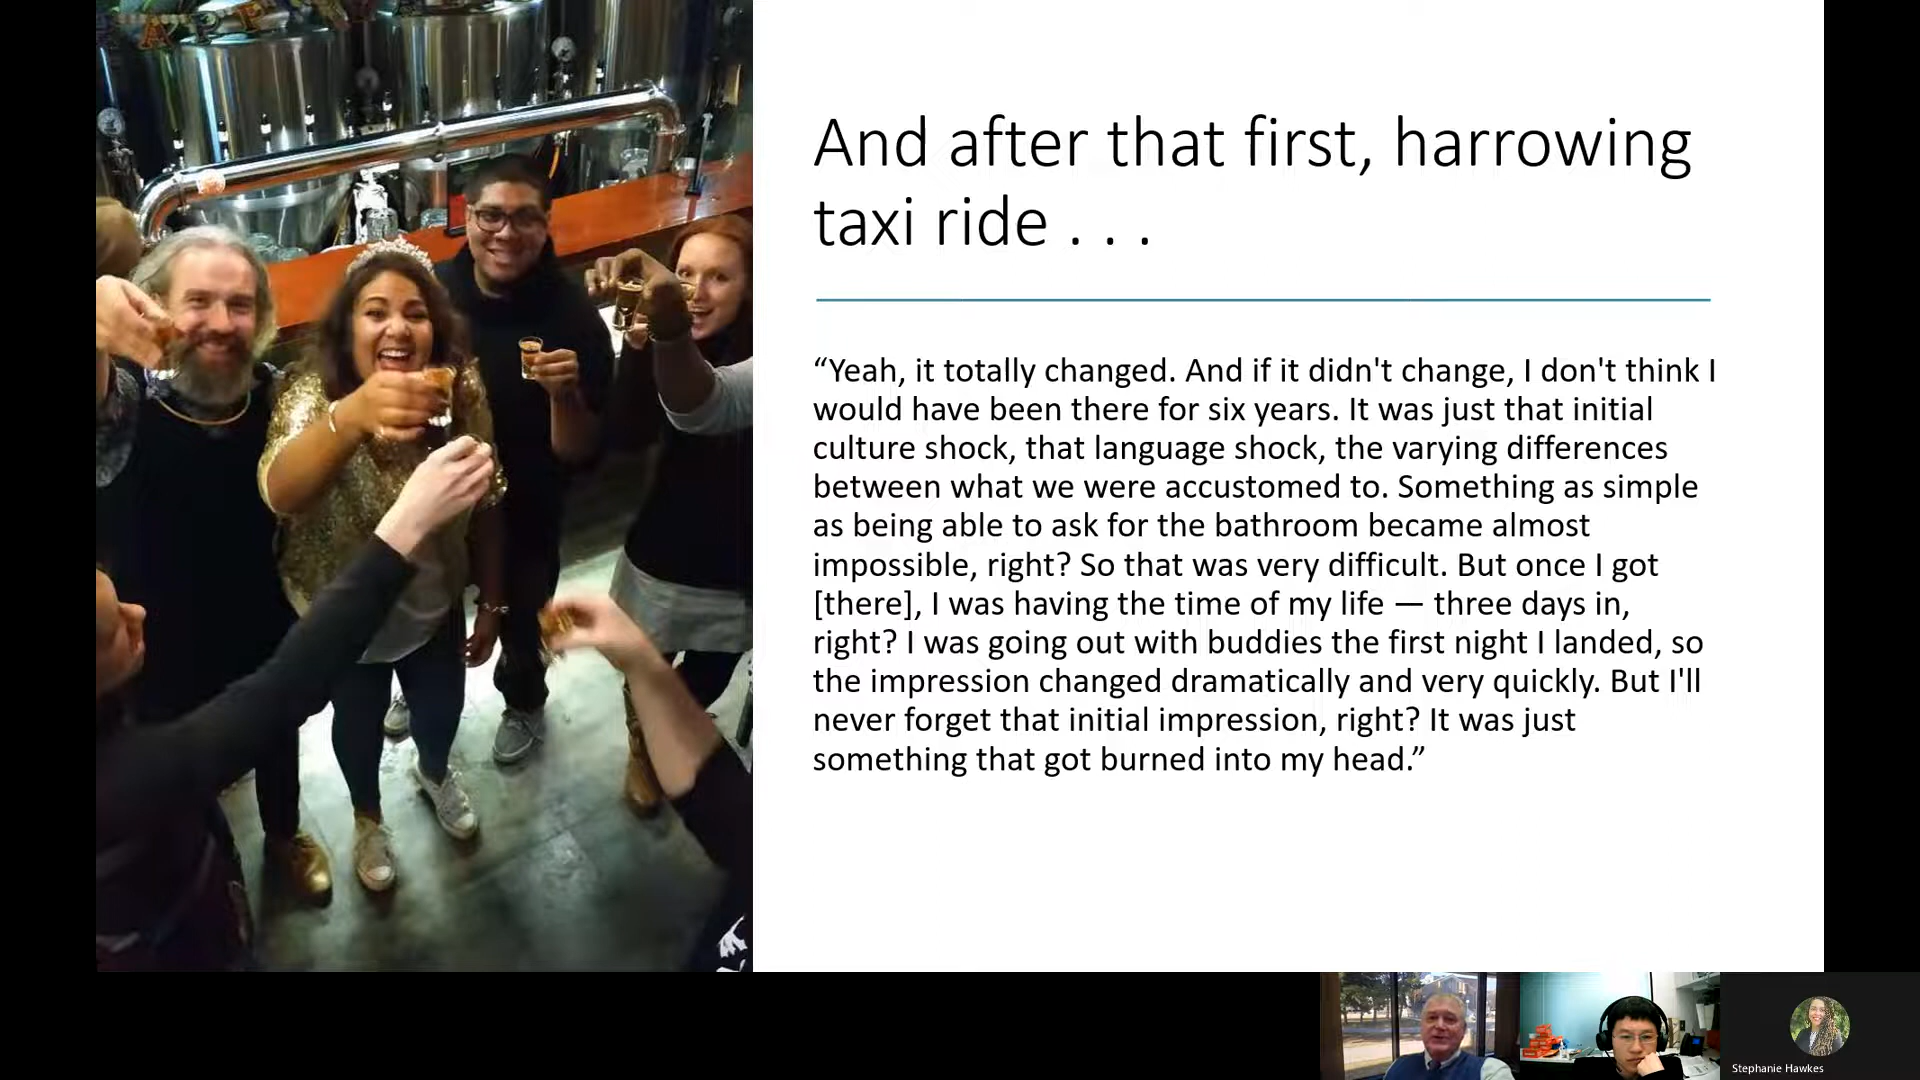 And after that first, harrowing
taxi ride . . .
“Yeah, it totally changed. And if it didn't change, I don't think I
would have been there for six years. It was just that initial
culture shock, that language shock, the varying differences
between what we were accustomed to. Something as simple
as being able to ask for the bathroom became almost
impossible, right? So that was very difficult. But once I got
[there], I was having the time of my life — three days in,
right? I was going out with buddies the first night I landed, so
the impression changed dramatically and very quickly. But I'll
never forget that initial impression, right? It was just
something that got burned into my head.”
Stephanie Hawkes